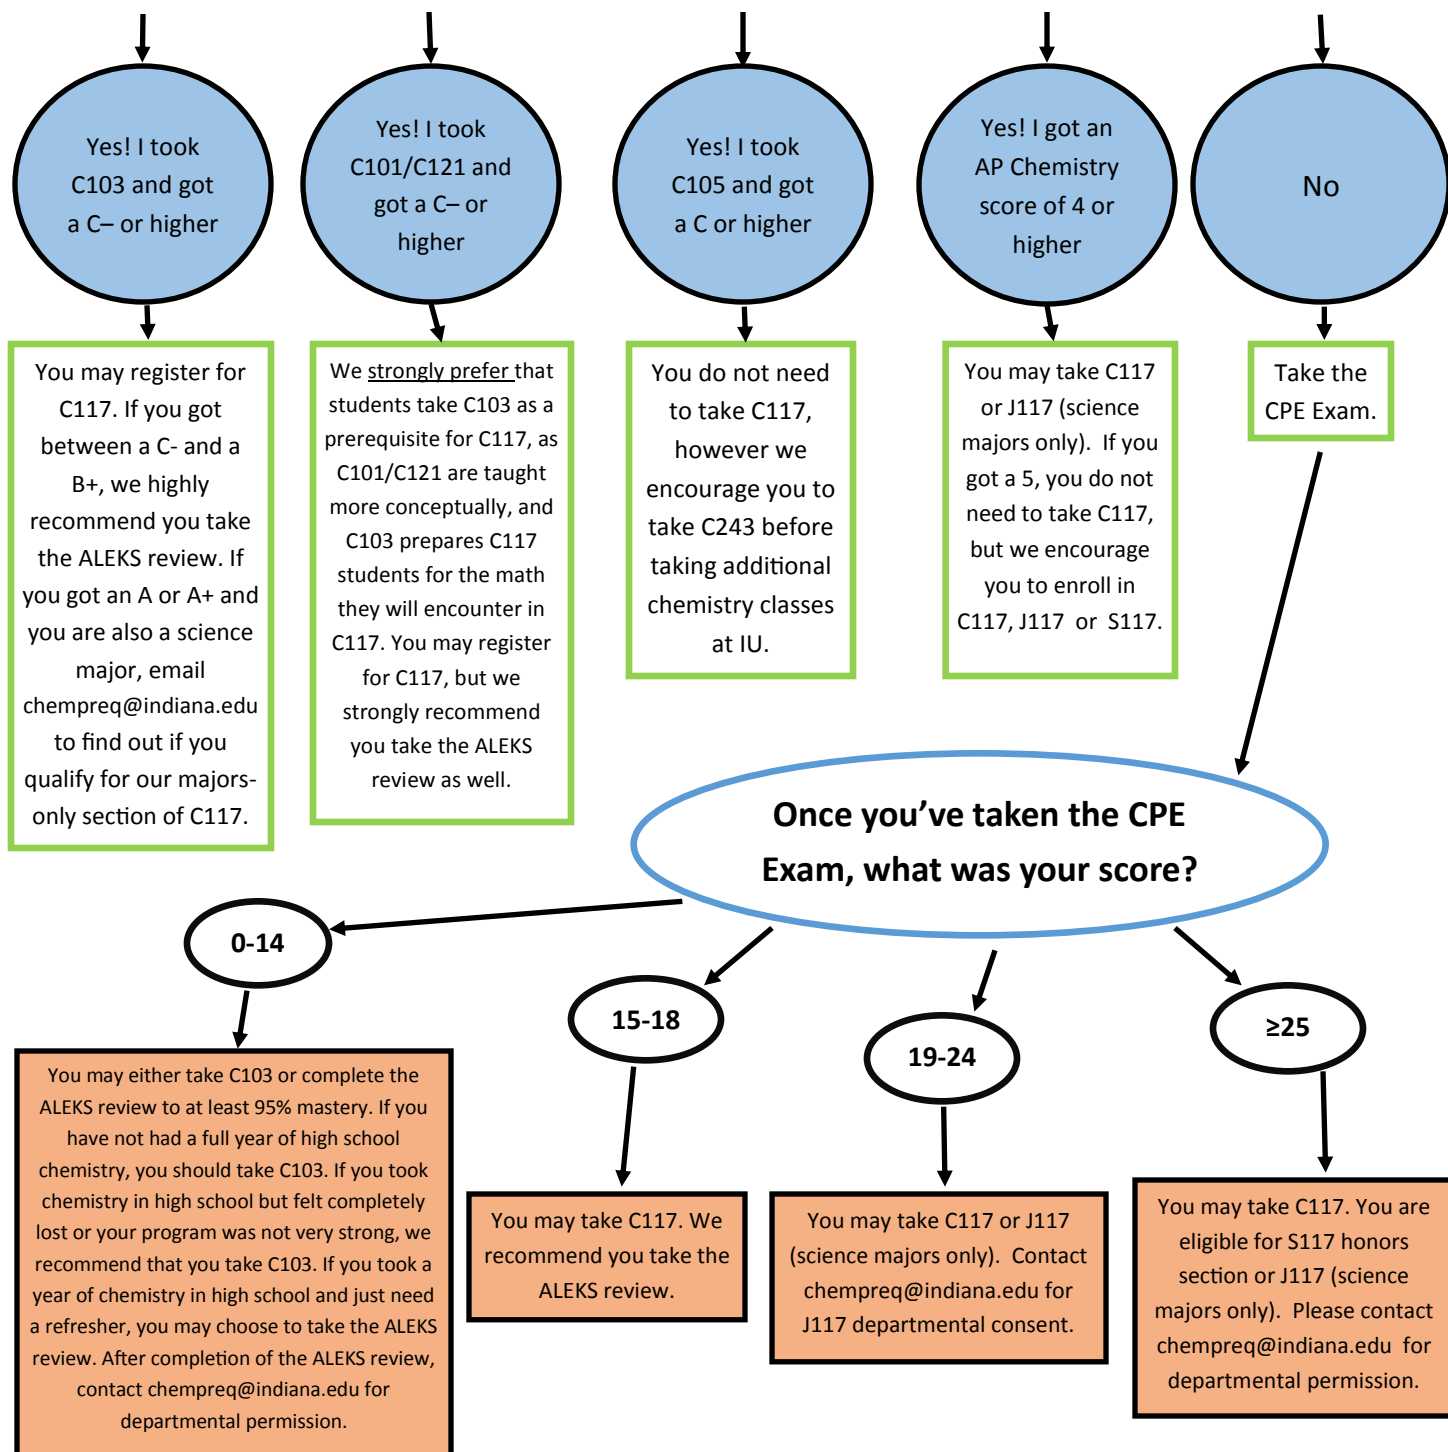 Yes! I took
C103 and got
a C– or higher
Yes! I took
C101/C121 and
got a C– or
higher
Yes! I took
C105 and got
a C or higher
Yes! I got an
AP Chemistry
score of 4 or
higher
No
You may register for
C117. If you got
between a C- and a
B+, we highly
recommend you take
the ALEKS review. If
you got an A or A+ and
you are also a science
major, email
chempreq@indiana.edu
to find out if you
qualify for our majors-
only section of C117.
We strongly prefer that
students take C103 as a
prerequisite for C117, as
C101/C121 are taught
more conceptually, and
C103 prepares C117
students for the math
they will encounter in
C117. You may register
for C117, but we
strongly recommend
you take the ALEKS
review as well.
You do not need
to take C117,
however we
encourage you to
take C243 before
taking additional
chemistry classes
at IU.
You may take C117
or J117 (science
majors only). If you
got a 5, you do not
need to take C117,
but we encourage
you to enroll in
C117, J117 or S117.
Take the
CPE Exam.
Once you’ve taken the CPE
Exam, what was your score?
0-14
15-18
19-24
≥25
You may either take C103 or complete the
ALEKS review to at least 95% mastery. If you
have not had a full year of high school
chemistry, you should take C103. If you took
chemistry in high school but felt completely
lost or your program was not very strong, we
recommend that you take C103. If you took a
year of chemistry in high school and just need
a refresher, you may choose to take the ALEKS
review. After completion of the ALEKS review,
contact chempreq@indiana.edu for
departmental permission.
You may take C117. We
recommend you take the
ALEKS review.
You may take C117 or J117
(science majors only). Contact
chempreq@indiana.edu for
J117 departmental consent.
You may take C117. You are
eligible for S117 honors
section or J117 (science
majors only). Please contact
chempreq@indiana.edu for
departmental permission.